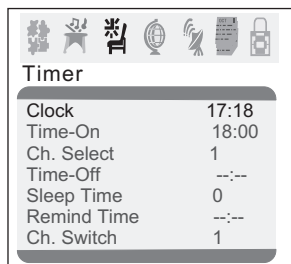 Timer
Clock 17:18
Time-On 18:00
Ch. Select 1
Time-Off --:--
Sleep Time 0
Remind Time --:--
Ch. Switch 1